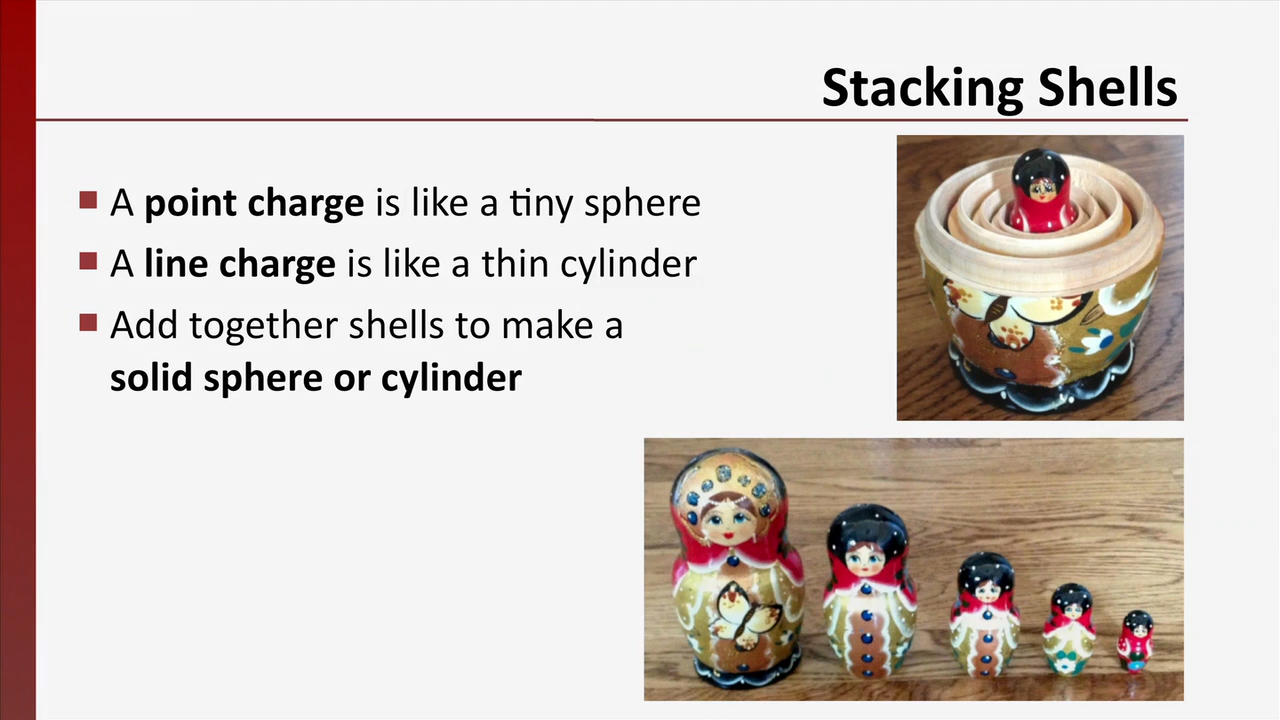 Stacking Shells
A point charge is like a tiny sphere
A line charge is like a thin cylinder
Add together shells to make a
solid sphere or cylinder